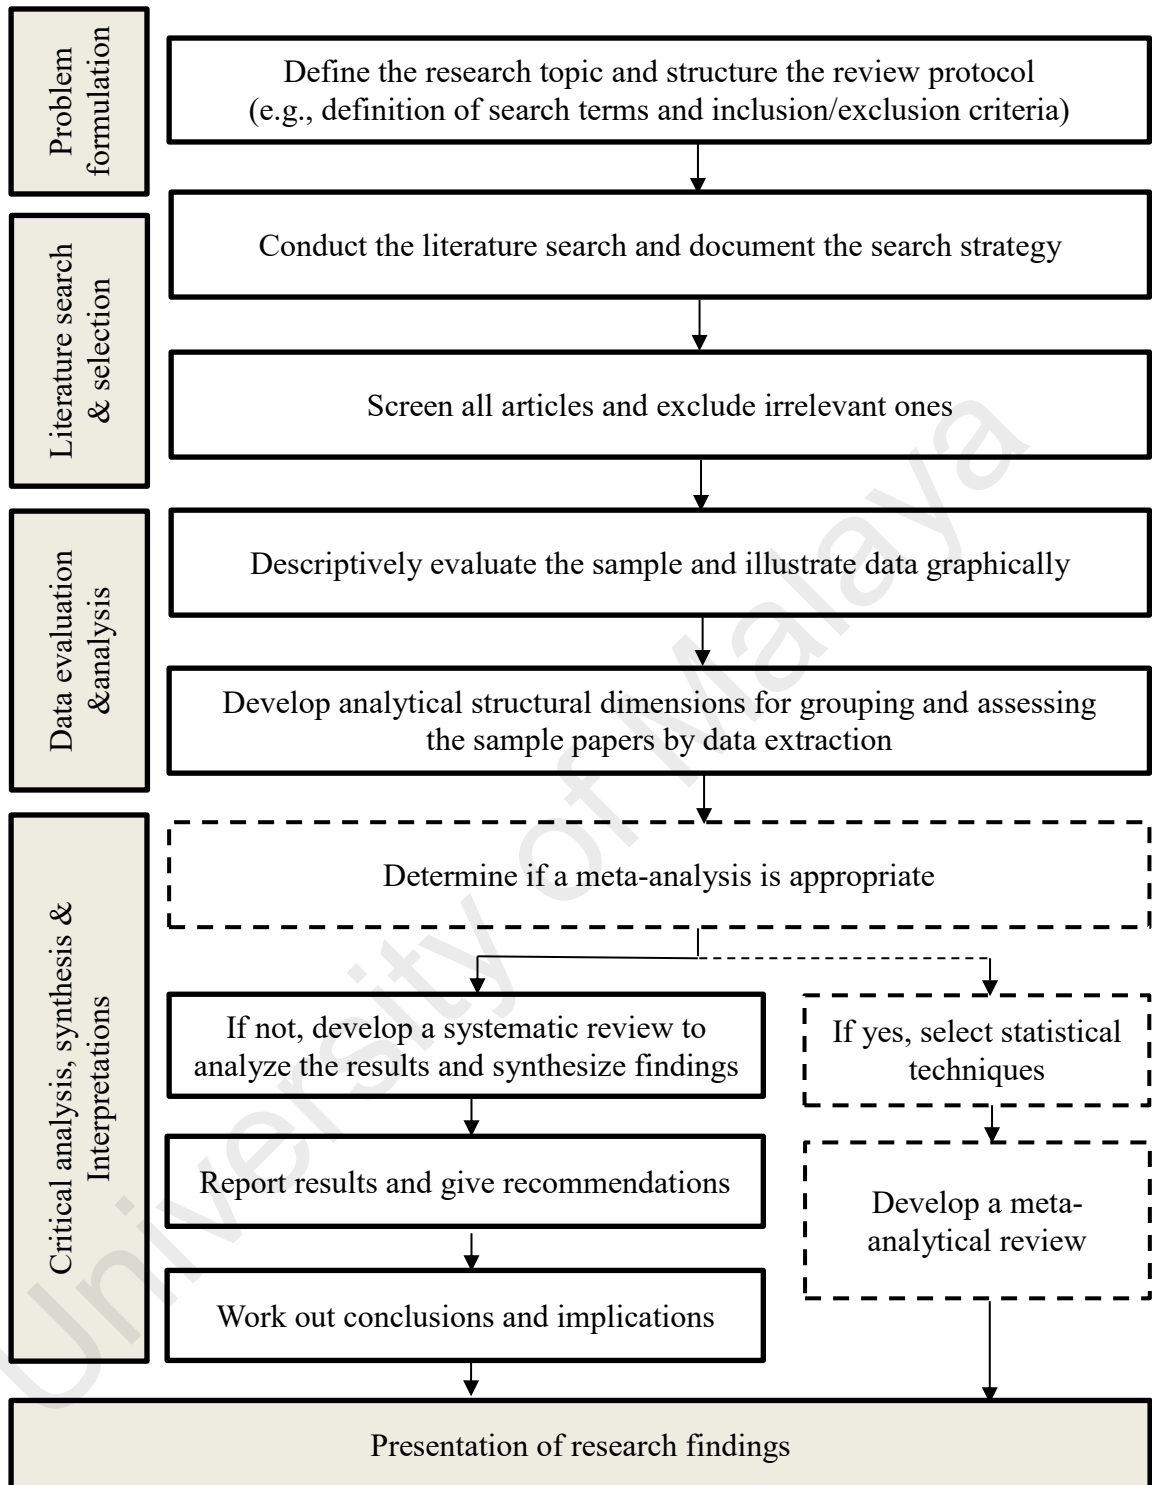 Problem
formulation
Define the research topic and structure the review protocol
(e.g., definition of search terms and inclusion/exclusion criteria)
Literature search
& selection
Conduct the literature search and document the search strategy
Screen all articles and exclude irrelevant ones
Data evaluation
&analysis
Descriptively evaluate the sample and illustrate data graphically
Develop analytical structural dimensions for grouping and assessing
the sample papers by data extraction
Critical analysis, synthesis &
Interpretations
Determine if a meta-analysis is appropriate
If not, develop a systematic review to
analyze the results and synthesize findings
If yes, select statistical
techniques
Report results and give recommendations
Develop a meta-
analytical review
Work out conclusions and implications
Presentation of research findings
University of Malaya